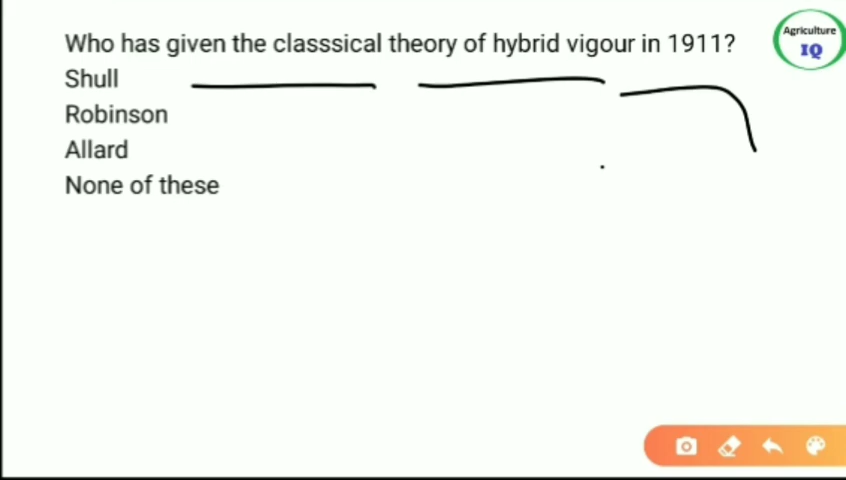 Who has given the classsical theory of hybrid vigour in 1911?
Shull
Robinson
Allard
None of these
Agriculture
IQ